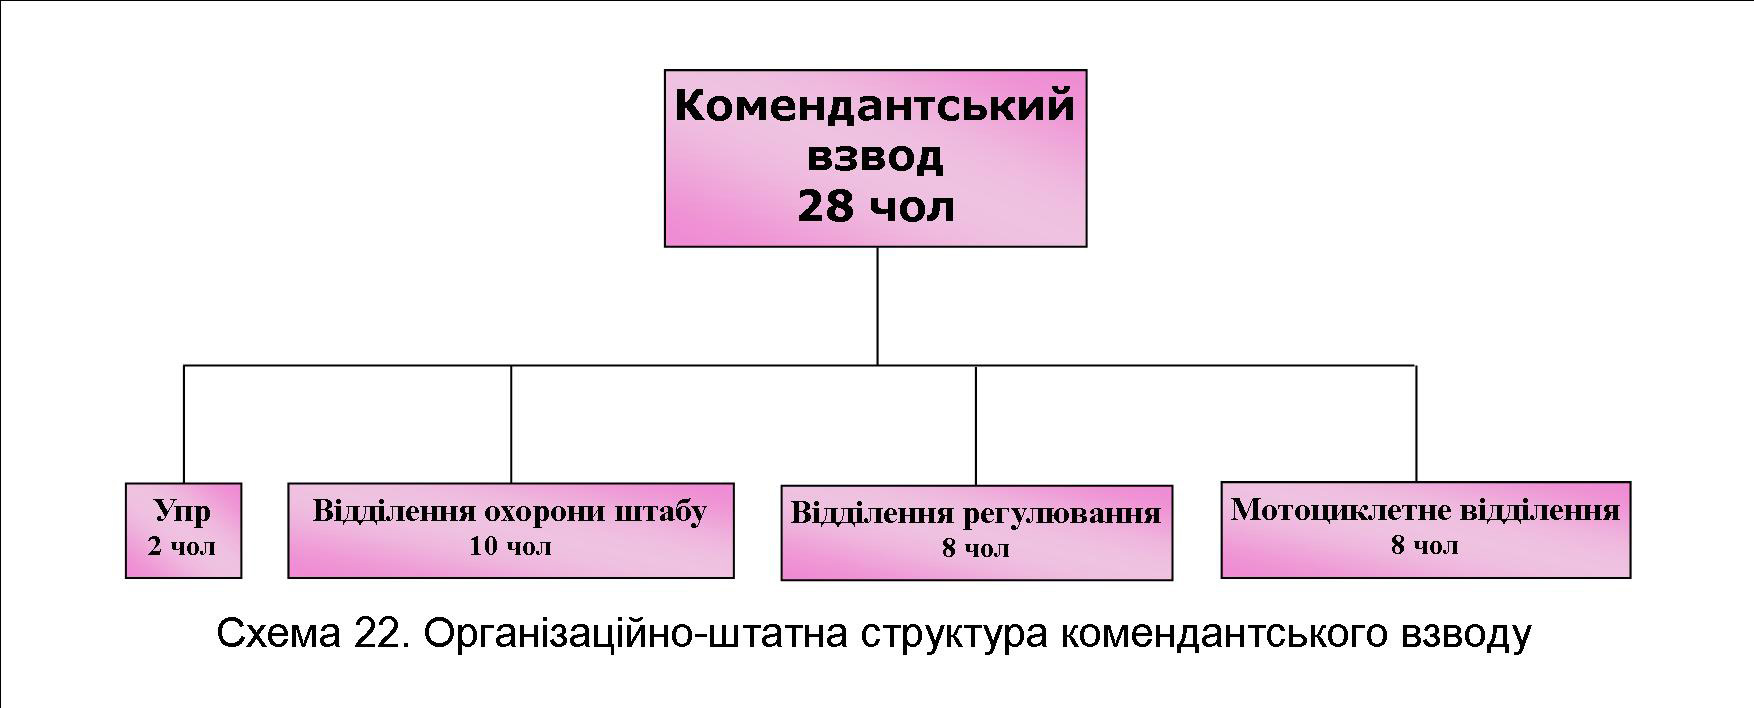 Комендантський
взвод
28 чол
Упр
2 чол
Відділення охорони штабу
10 чол
Відділення регулювання
8 чол
Мотоциклетне відділення
8 чол
Схема 22. Організаційно-штатна структура комендантського взводу